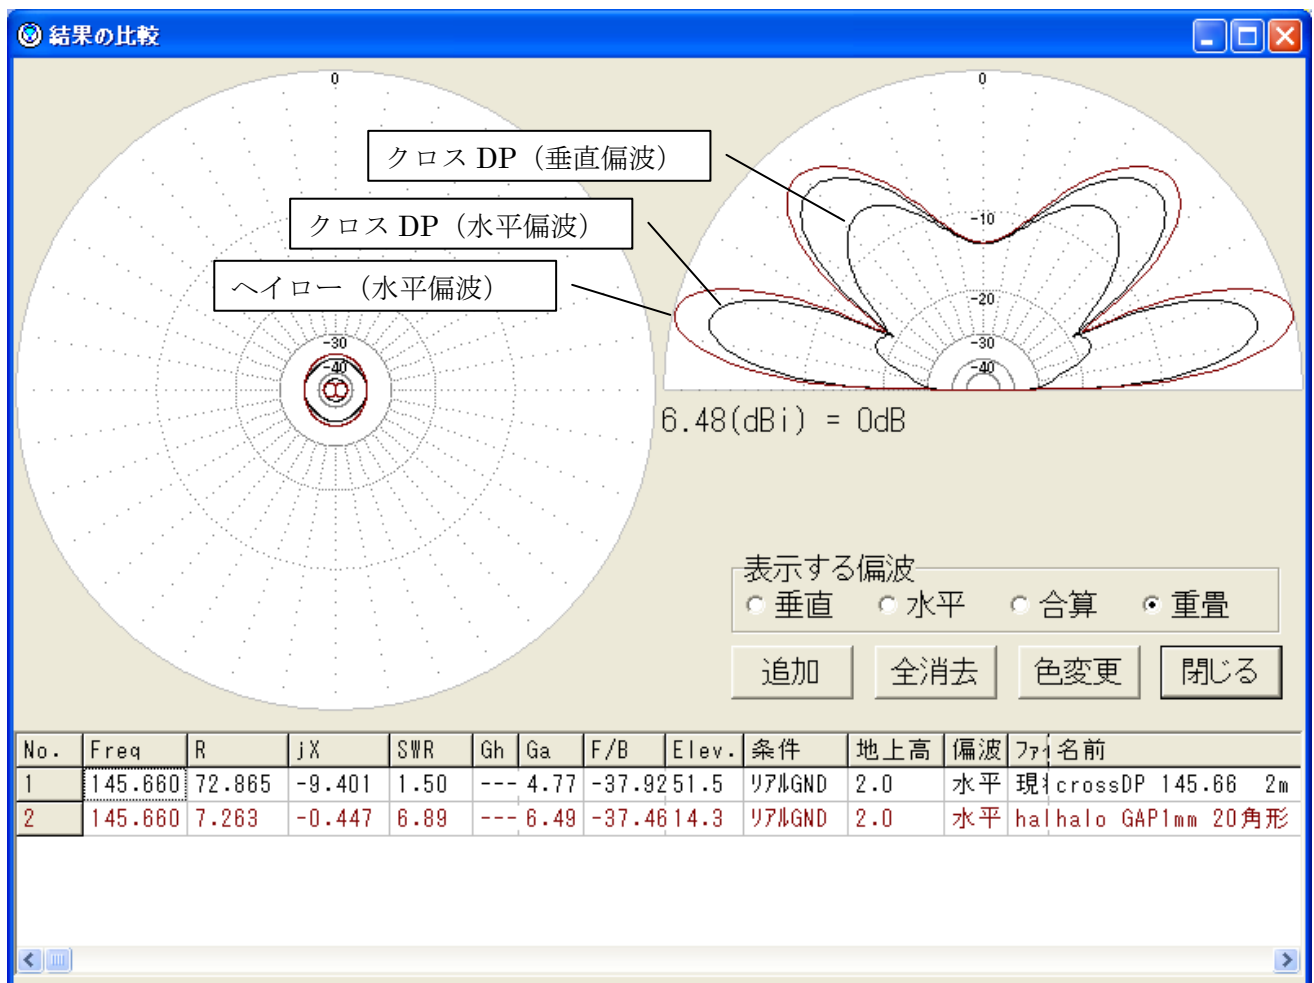 結果の比較
0
0
クロス DP（垂直偏波）
クロス DP（水平偏波）
ヘイロー（水平偏波）
-10
-20
-30
-40
-30
-40
6.48(dBi) = 0dB
表示する偏波
垂直 水平 合算 重畳
追加 全消去 色変更 閉じる
No. Freq R jX SWR Gh Ga F/B Elev. 条件 地上高 偏波 ﾌｧｲ 名前
1 145.660 72.865 -9.401 1.50 --- 4.77 -37.92 51.5 ﾘｱﾙGND 2.0 水平 現 crossDP 145.66 2m
2 145.660 7.263 -0.447 6.89 --- 6.49 -37.46 14.3 ﾘｱﾙGND 2.0 水平 hal halo GAP1mm 20角形